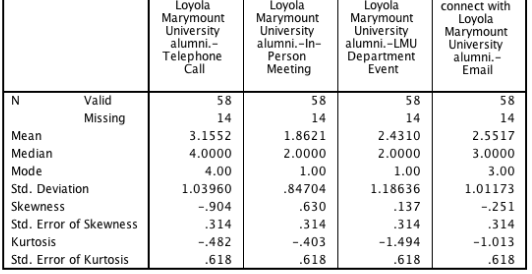 Loyola Marymount University alumni.-Telephone Call
Loyola Marymount University alumni.-In-Person Meeting
Loyola Marymount University alumni.-LMU Department Event
connect with Loyola Marymount University alumni.-Email
N Valid 58 58 58 58
Missing 14 14 14 14
Mean 3.1552 1.8621 2.4310 2.5517
Median 4.0000 2.0000 2.0000 3.0000
Mode 4.00 1.00 1.00 3.00
Std. Deviation 1.03960 .84704 1.18636 1.01173
Skewness -.904 .630 .137 -.251
Std. Error of Skewness .314 .314 .314 .314
Kurtosis -.482 -.403 -1.494 -1.013
Std. Error of Kurtosis .618 .618 .618 .618